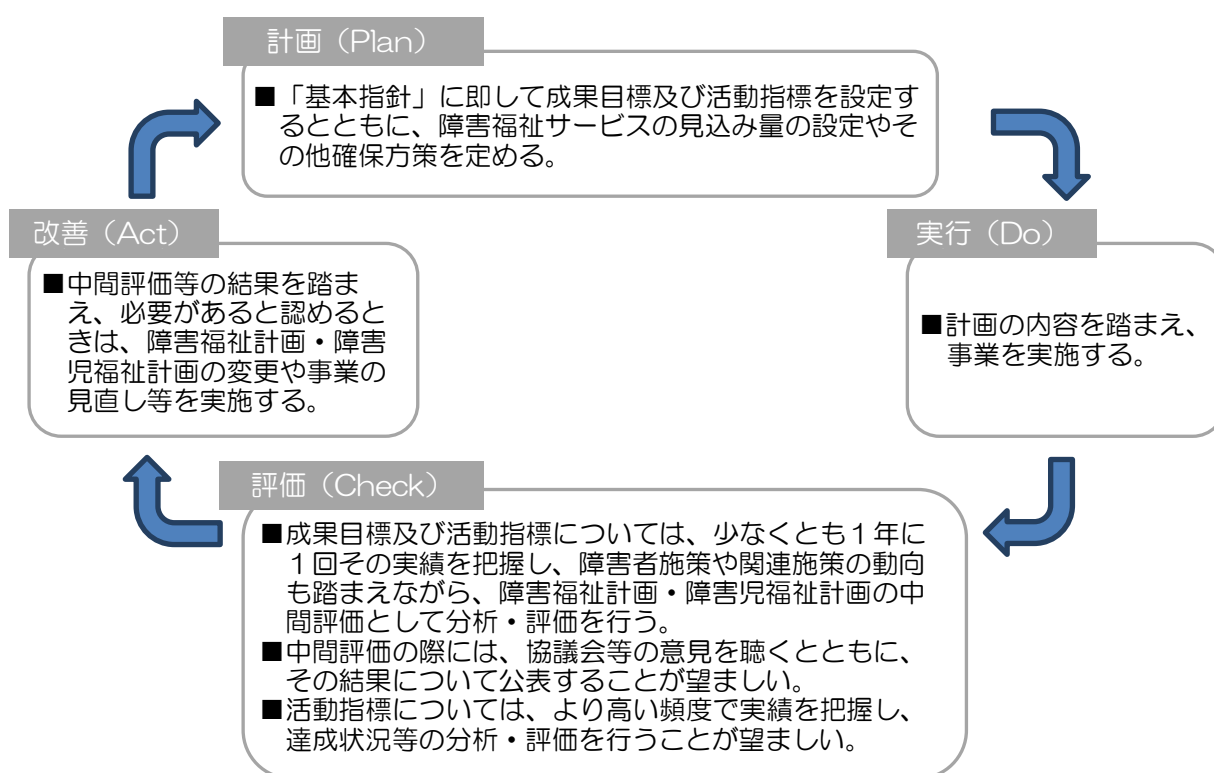 計画（Plan）
■「基本指針」に即して成果目標及び活動指標を設定す
るとともに、障害福祉サービスの見込み量の設定やそ
の他確保方策を定める。
改善（Act）
■中間評価等の結果を踏ま
え、必要があると認めると
きは、障害福祉計画・障害
児福祉計画の変更や事業の
見直し等を実施する。
実行（Do）
■計画の内容を踏まえ、
事業を実施する。
評価（Check）
■成果目標及び活動指標については、少なくとも１年に
１回その実績を把握し、障害者施策や関連施策の動向
も踏まえながら、障害福祉計画・障害児福祉計画の中
間評価として分析・評価を行う。
■中間評価の際には、協議会等の意見を聴くとともに、
その結果について公表することが望ましい。
■活動指標については、より高い頻度で実績を把握し、
達成状況等の分析・評価を行うことが望ましい。